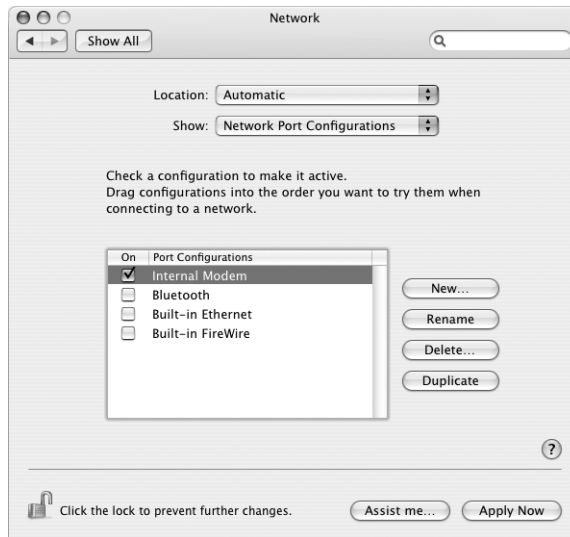 Network
Show All
Location: Automatic
Show: Network Port Configurations
Check a configuration to make it active.
Drag configurations into the order you want to try them when
connecting to a network.
On Port Configurations
Internal Modem
Bluetooth
Built-in Ethernet
Built-in FireWire
New...
Rename
Delete...
Duplicate
?
Click the lock to prevent further changes.
Assist me...
Apply Now